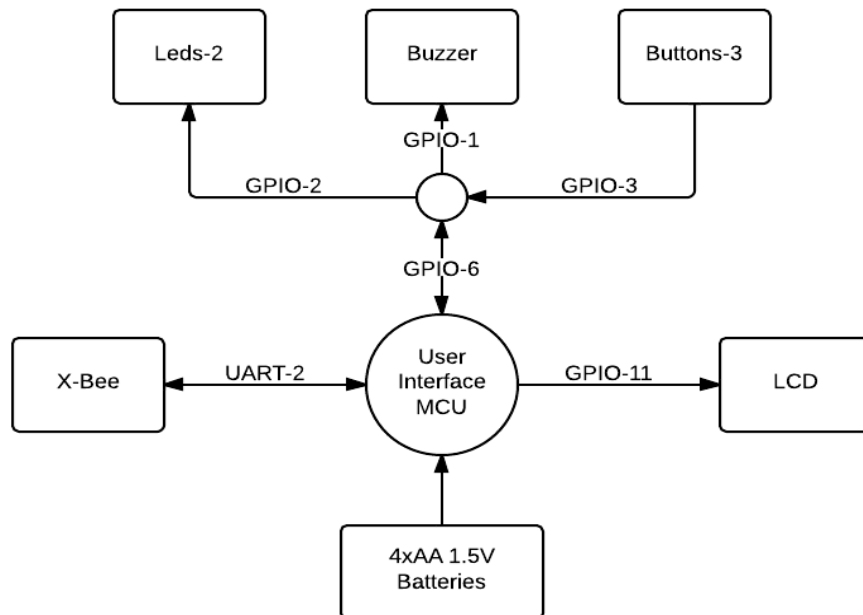 Leds-2
Buzzer
Buttons-3
GPIO-1
GPIO-2
GPIO-3
GPIO-6
X-Bee
UART-2
User
Interface
MCU
GPIO-11
LCD
4xAA 1.5V
Batteries